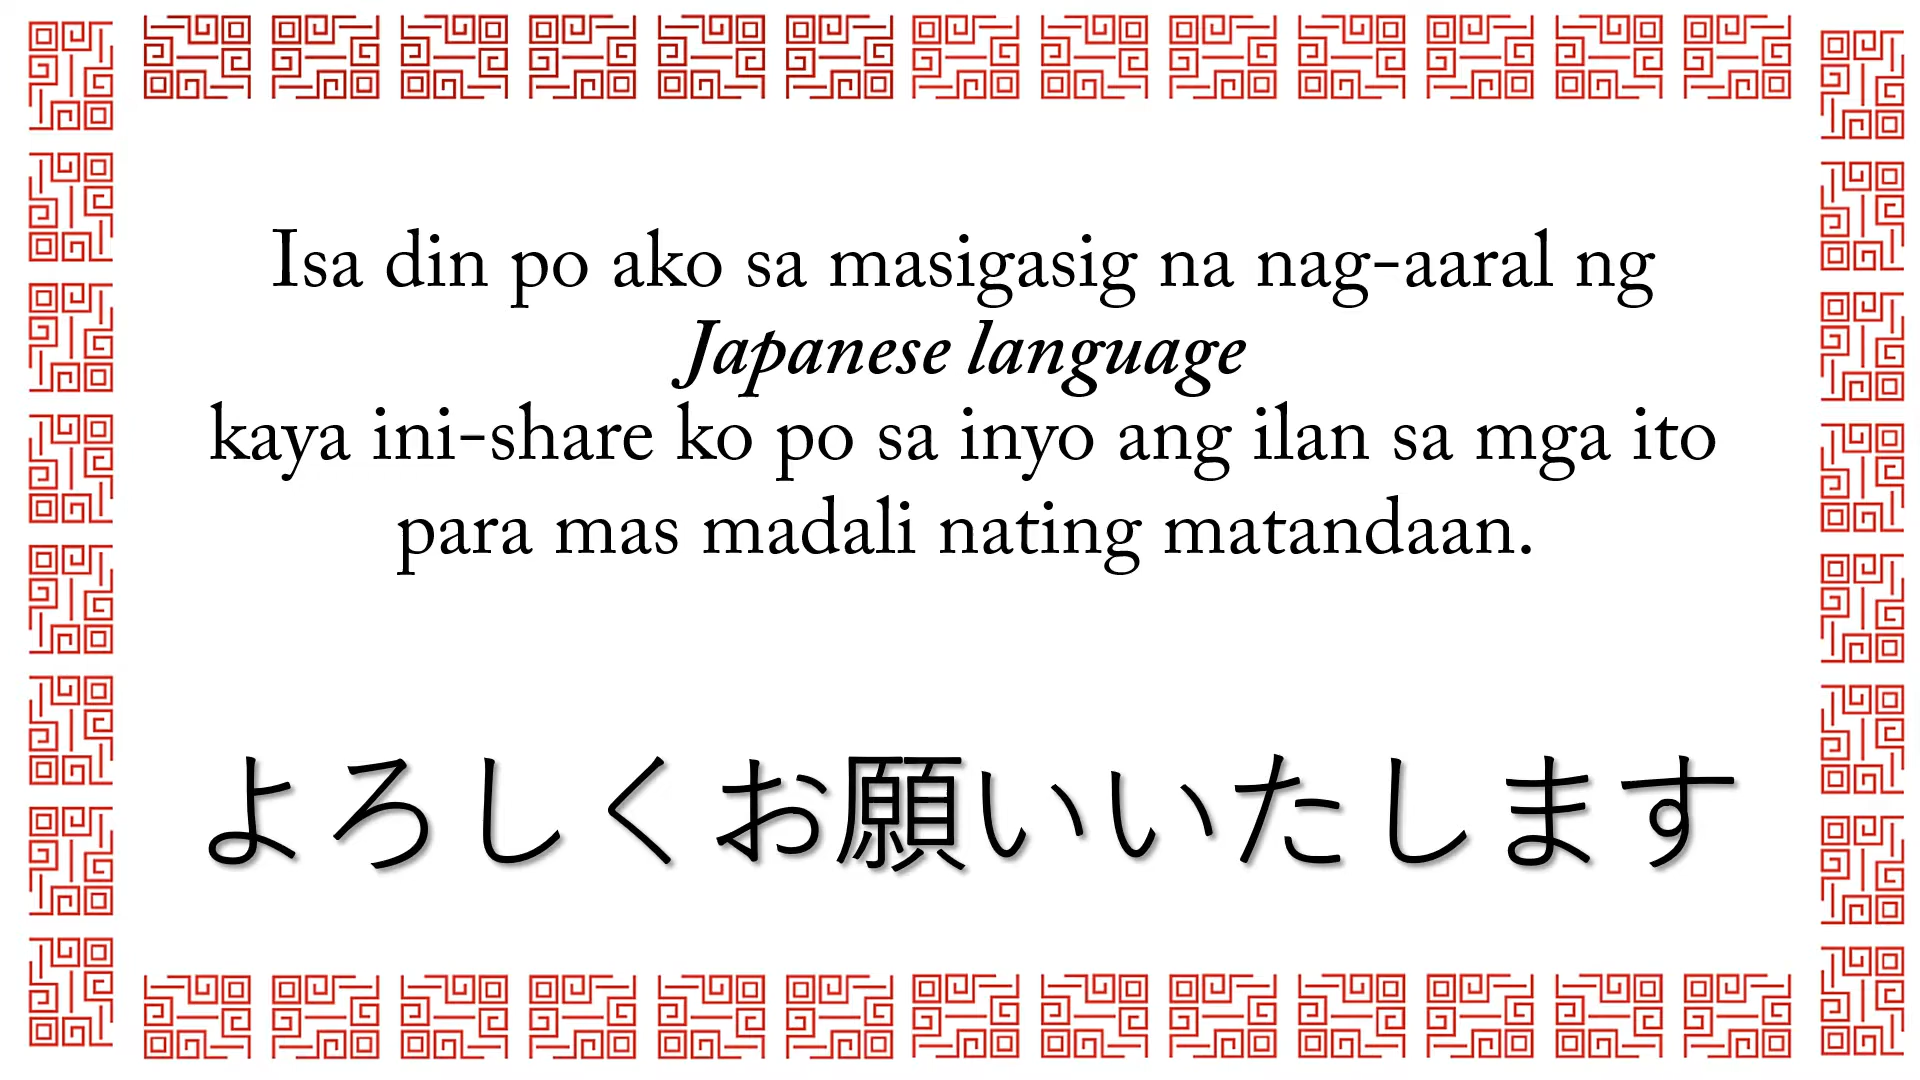 Isa din po ako sa masigasig na nag-aaral ng
Japanese language
kaya ini-share ko po sa inyo ang ilan sa mga ito
para mas madali nating matandaan.
よろしくお願いいたします